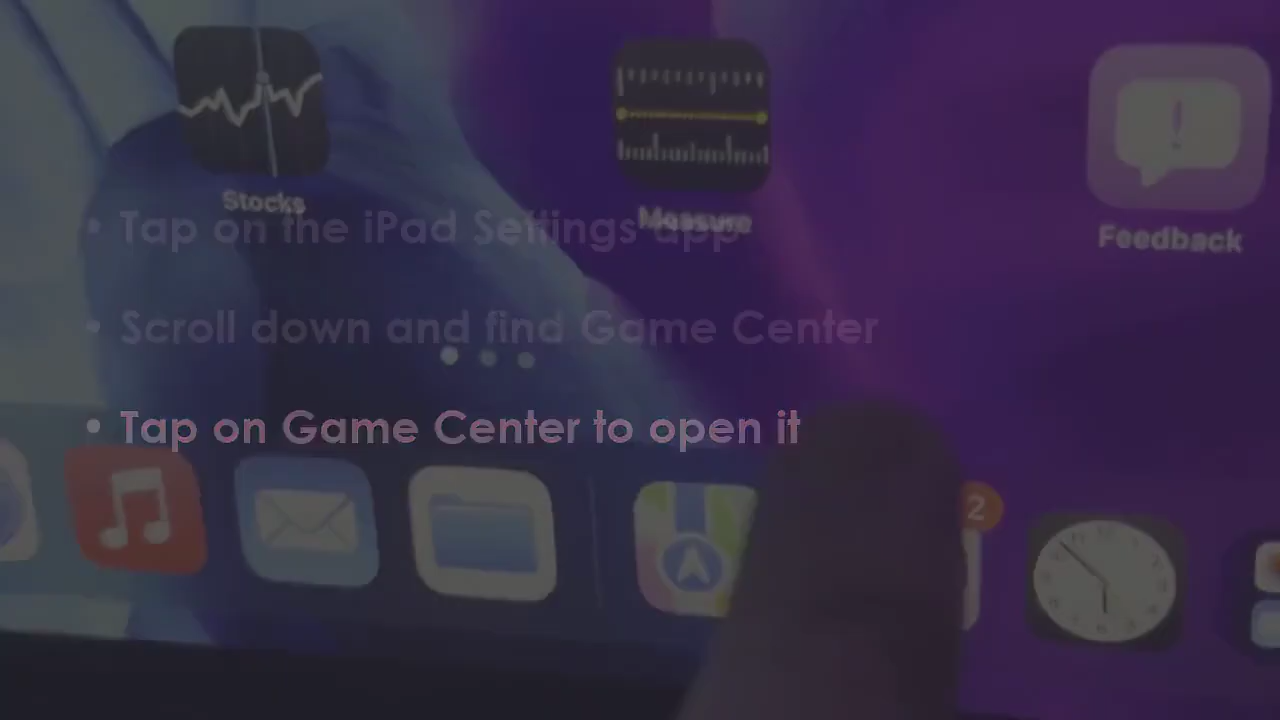 Stocks
Measure
Feedback
• Tap on the iPad Settings app
• Scroll down and find Game Center
• Tap on Game Center to open it
2